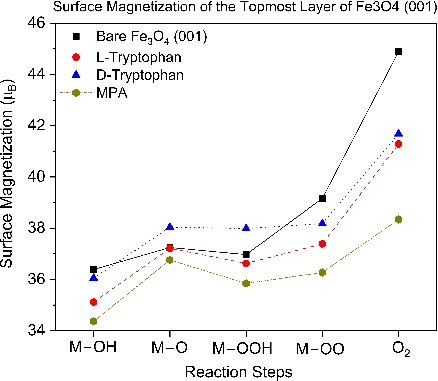 Surface Magnetization of the Topmost Layer of Fe3O4 (001)
46
44
42
40
38
36
34
Surface Magnetization (μ_B)
Bare Fe₃O₄ (001)
L-Tryptophan
D-Tryptophan
MPA
M−OH
M−O
M−OOH
M−OO
O₂
Reaction Steps